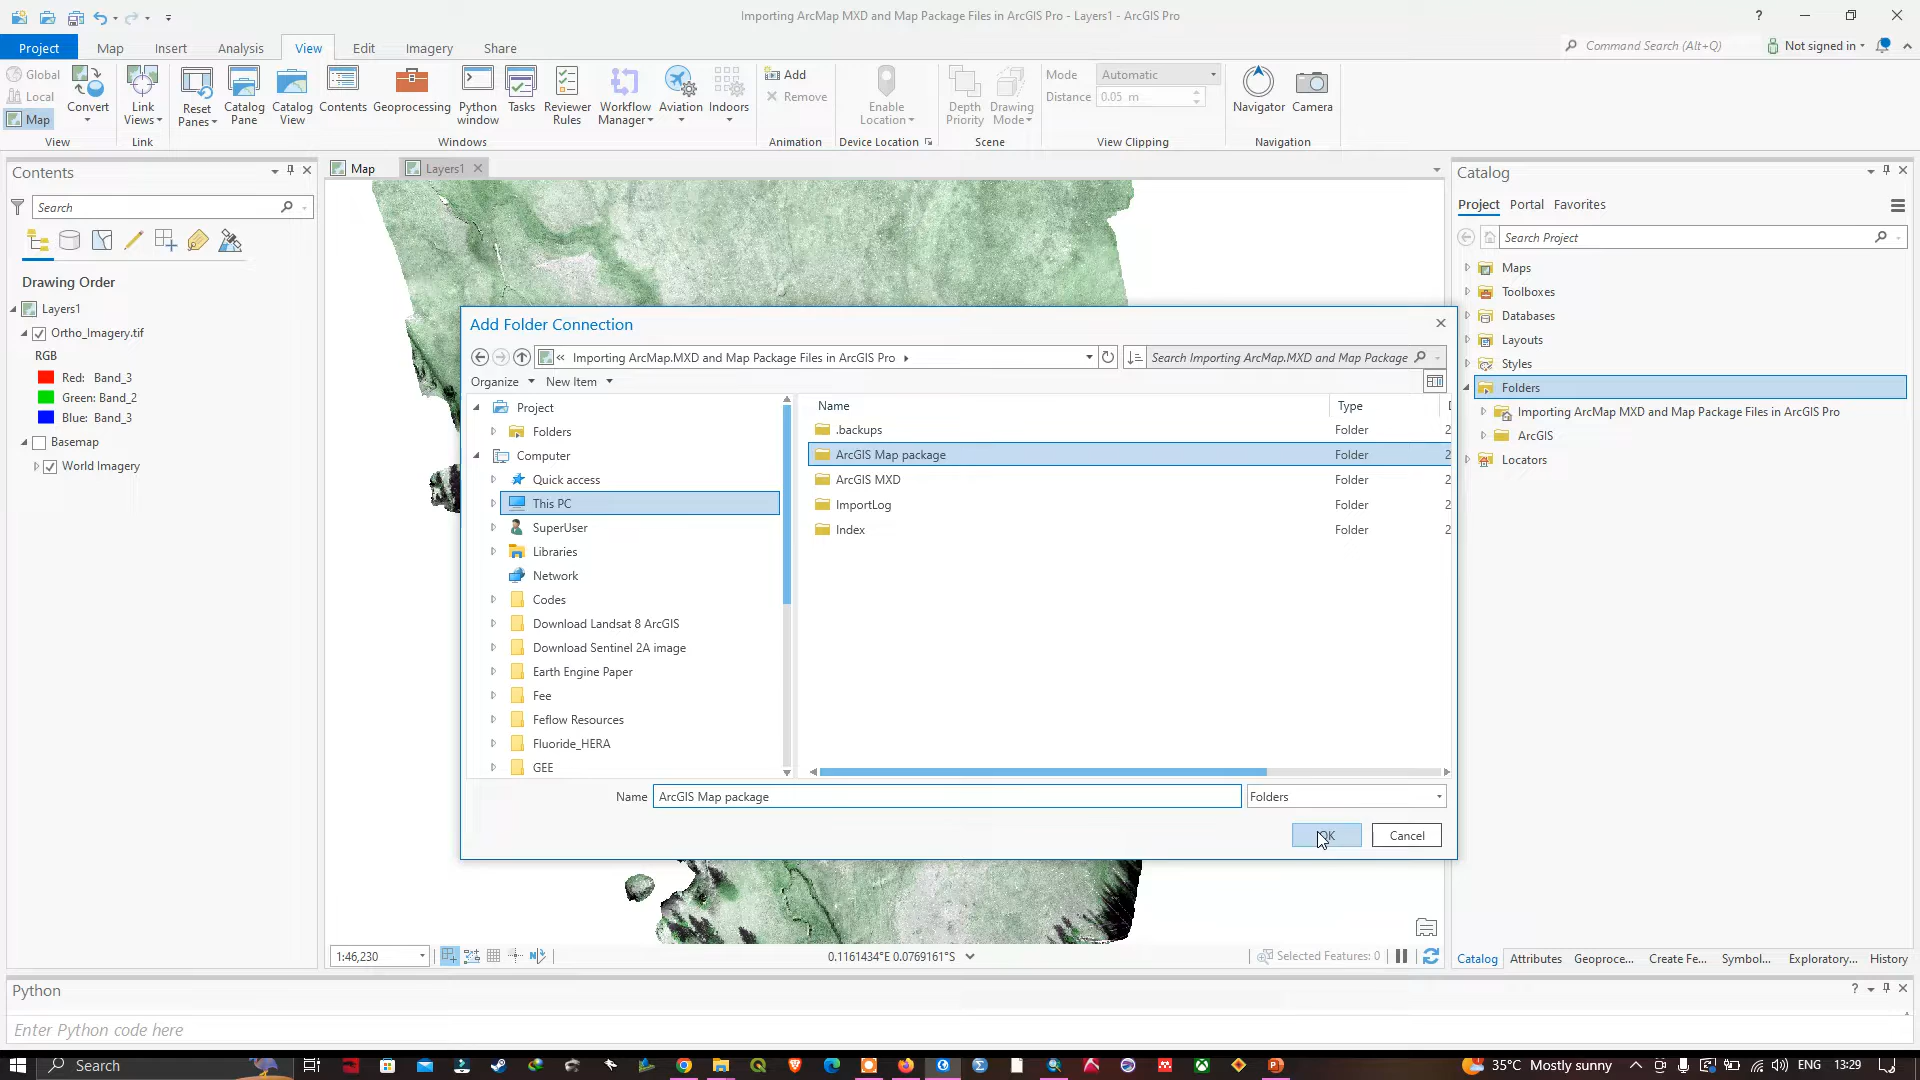 Importing ArcMap MXD and Map Package Files in ArcGIS Pro - Layers1 - ArcGIS Pro
?
Project
Map
Insert
Analysis
View
Edit
Imagery
Share
Command Search (Alt+Q)
Not signed in
Global
Local
Map
Convert
View
Link Views
Link
Reset Panes
Catalog Pane
Catalog View
Contents
Geoprocessing
Python window
Tasks
Reviewer Rules
Workflow Manager
Aviation
Indoors
Windows
Add
Remove
Animation
Enable Location
Device Location
Depth Priority
Drawing Mode
Scene
Mode Automatic
Distance 0.05 m
View Clipping
Navigator
Camera
Navigation
Contents
Search
Drawing Order
Layers1
Ortho_Imagery.tif
RGB
Red: Band_3
Green: Band_2
Blue: Band_3
Basemap
World Imagery
Map
Layers1
Add Folder Connection
« Importing ArcMap.MXD and Map Package Files in ArcGIS Pro
Search Importing ArcMap.MXD and Map Package
Organize
New Item
Project
Folders
Computer
Quick access
This PC
SuperUser
Libraries
Network
Codes
Download Landsat 8 ArcGIS
Download Sentinel 2A image
Earth Engine Paper
Fee
Feflow Resources
Fluoride_HERA
GEE
Name Type
.backups Folder 2
ArcGIS Map package Folder 2
ArcGIS MXD Folder 2
ImportLog Folder 2
Index Folder 2
Name ArcGIS Map package
Folders
OK
Cancel
1:46,230
0.1161434°E 0.0769161°S
Selected Features: 0
Catalog
Project
Portal
Favorites
Search Project
Maps
Toolboxes
Databases
Layouts
Styles
Folders
Importing ArcMap MXD and Map Package Files in ArcGIS Pro
ArcGIS
Locators
Catalog
Attributes
Geoproce...
Create Fe...
Symbol...
Exploratory...
History
Python
?
Enter Python code here
Search
35°C Mostly sunny
ENG
13:29